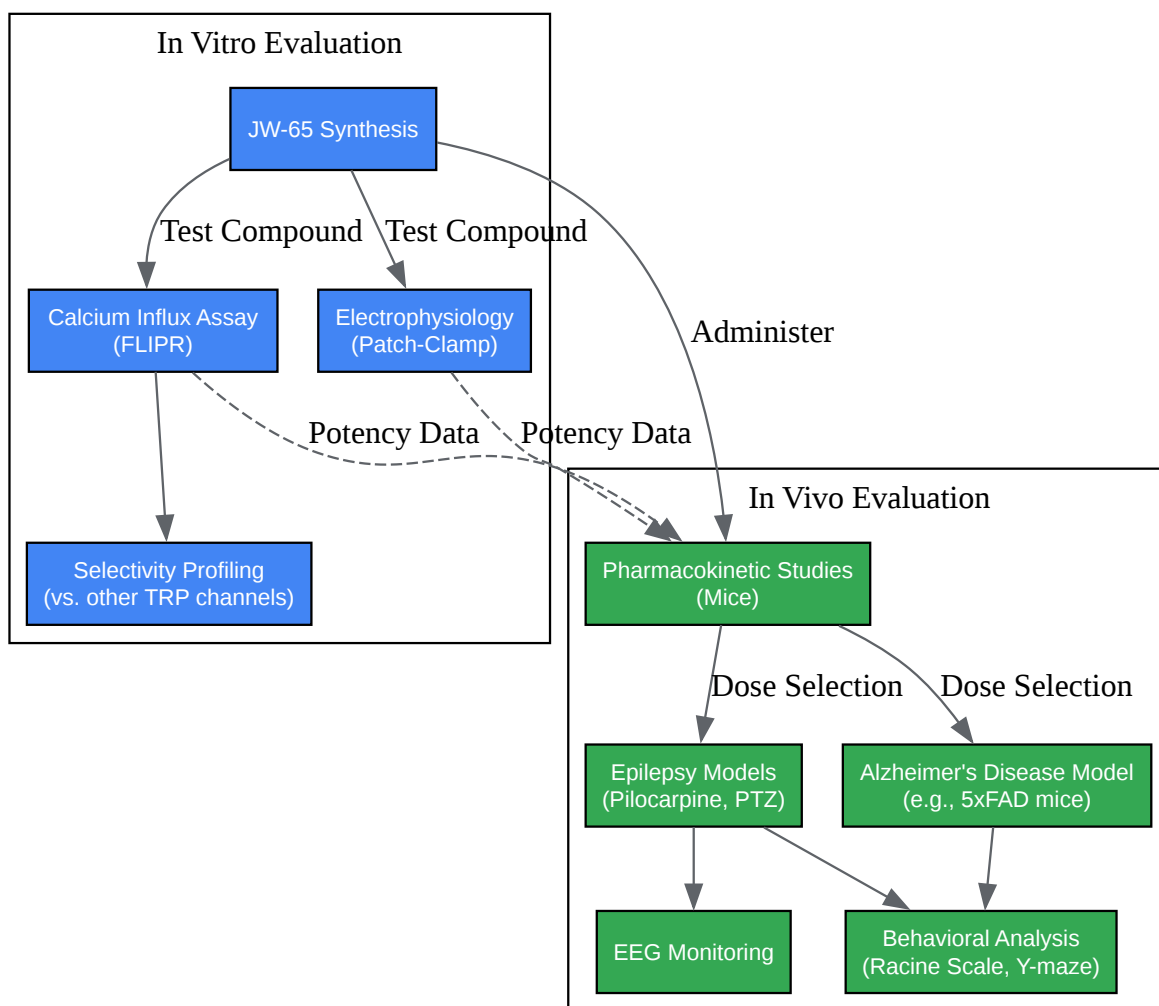 In Vitro Evaluation
JW-65 Synthesis
Test Compound
Test Compound
Calcium Influx Assay
(FLIPR)
Electrophysiology
(Patch-Clamp)
Administer
Potency Data
Potency Data
In Vivo Evaluation
Selectivity Profiling
(vs. other TRP channels)
Pharmacokinetic Studies
(Mice)
Dose Selection
Dose Selection
Epilepsy Models
(Pilocarpine, PTZ)
Alzheimer's Disease Model
(e.g., 5xFAD mice)
EEG Monitoring
Behavioral Analysis
(Racine Scale, Y-maze)